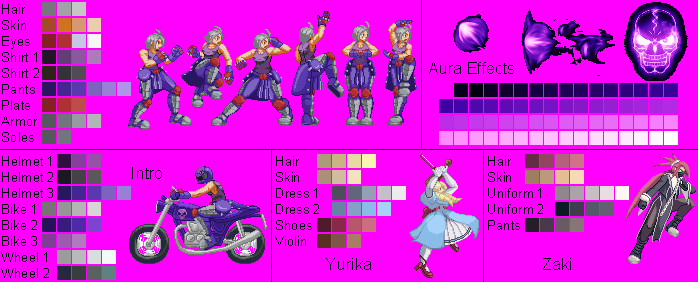 Hair
Skin
Eyes
Shirt 1
Shirt 2
Pants
Plate
Armor
Soles
Aura Effects
Helmet 1
Helmet 2
Helmet 3
Bike 1
Bike 2
Bike 3
Wheel 1
Wheel 2
Intro
Hair
Skin
Dress 1
Dress 2
Shoes
Violin
Yurika
Hair
Skin
Uniform 1
Uniform 2
Pants
Zaki